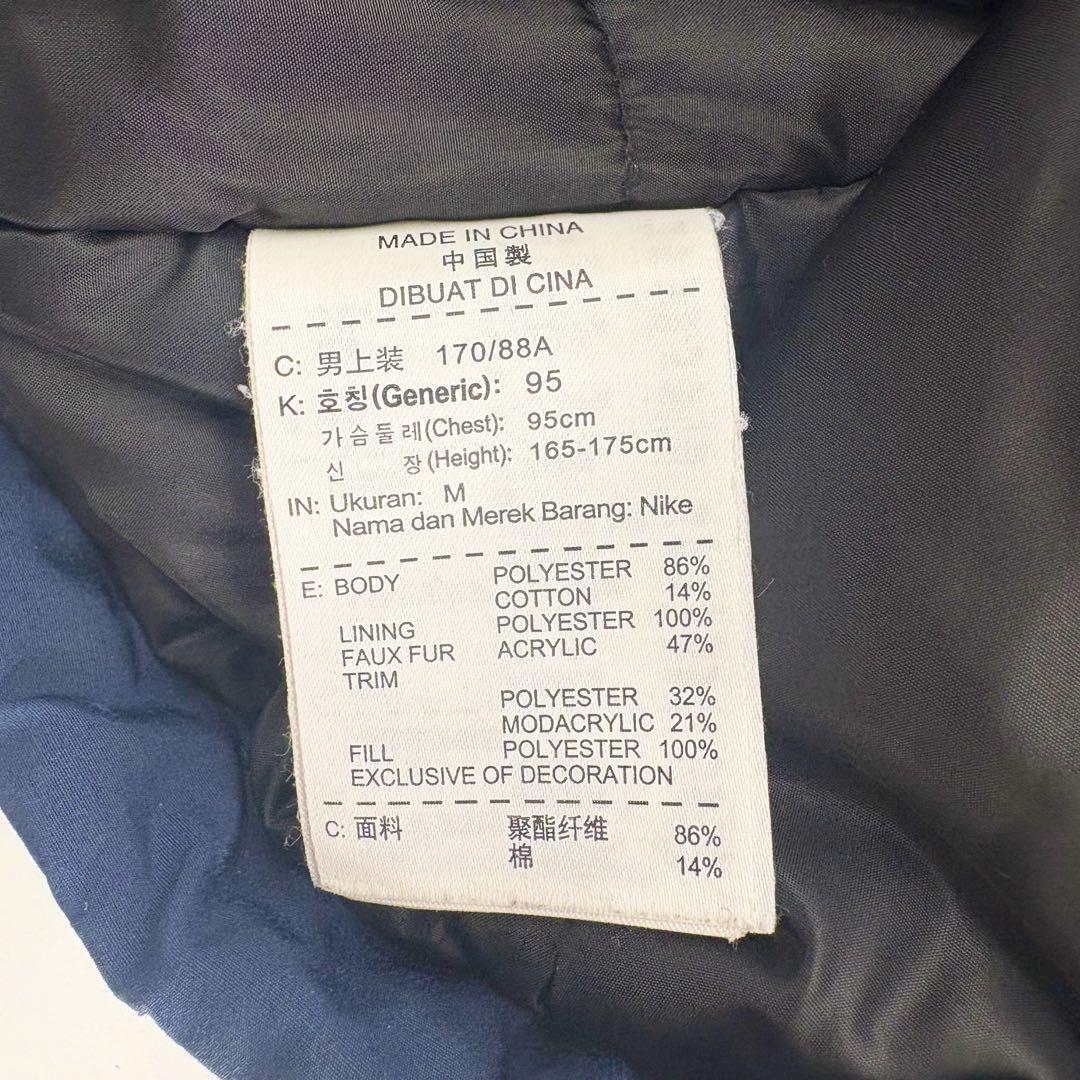 MADE IN CHINA
中国製
DIBUAT DI CINA
C: 男上装 170/88A
K: 호칭(Generic): 95
가슴둘레(Chest): 95cm
신 장(Height): 165-175cm
IN: Ukuran: M
Nama dan Merek Barang: Nike
E: BODY POLYESTER 86%
COTTON 14%
LINING POLYESTER 100%
FAUX FUR ACRYLIC 47%
TRIM
POLYESTER 32%
MODACRYLIC 21%
FILL POLYESTER 100%
EXCLUSIVE OF DECORATION
C: 面料 聚酯纤维 86%
棉 14%